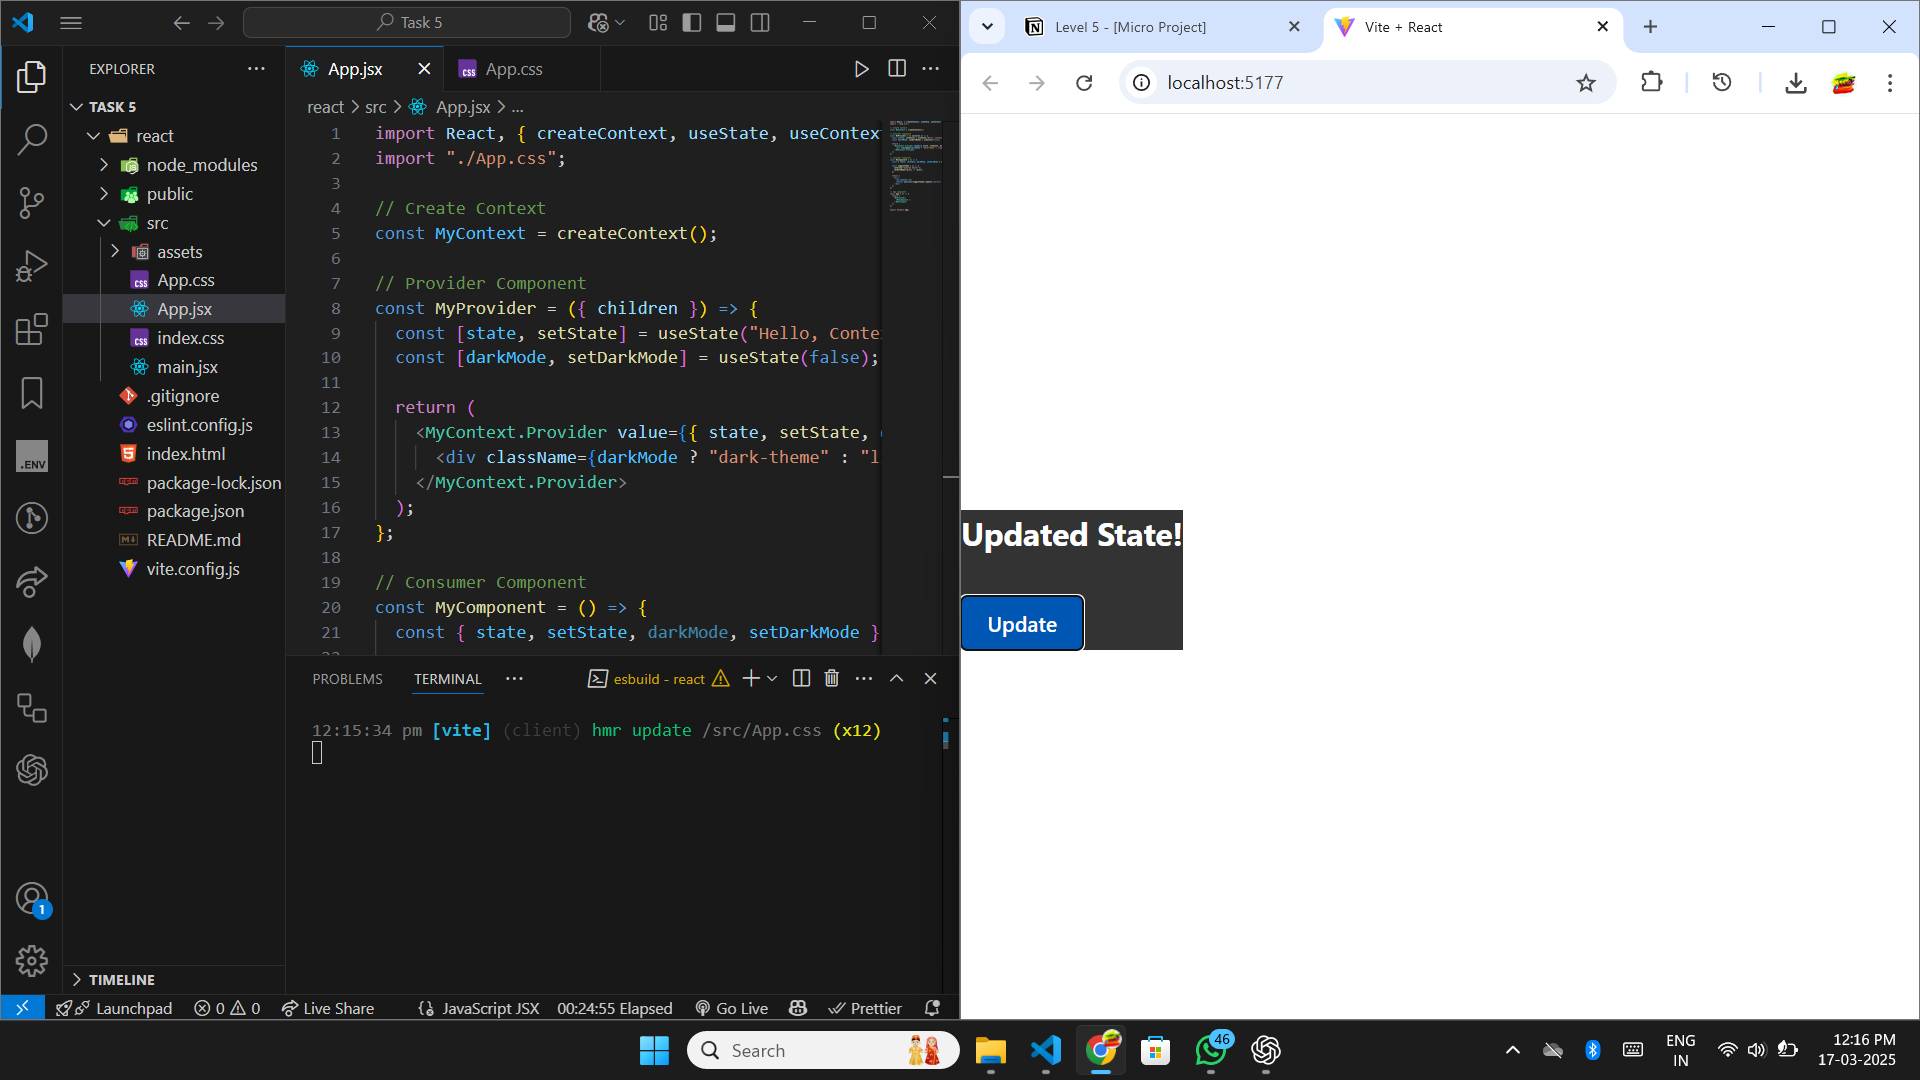 Task 5
EXPLORER
TASK 5
react
node_modules
public
src
assets
App.css
App.jsx
index.css
main.jsx
.gitignore
eslint.config.js
index.html
package-lock.json
package.json
README.md
vite.config.js
TIMELINE
.ENV
1
App.jsx
App.css
react > src > App.jsx > ...
1 import React, { createContext, useState, useContex
2 import "./App.css";
3
4 // Create Context
5 const MyContext = createContext();
6
7 // Provider Component
8 const MyProvider = ({ children }) => {
9 const [state, setState] = useState("Hello, Conte
10 const [darkMode, setDarkMode] = useState(false);
11
12 return (
13 <MyContext.Provider value={{ state, setState,
14 <div className={darkMode ? "dark-theme" : "l
15 </MyContext.Provider>
16 );
17 };
18
19 // Consumer Component
20 const MyComponent = () => {
21 const { state, setState, darkMode, setDarkMode }
PROBLEMS
TERMINAL
esbuild - react
12:15:34 pm [vite] (client) hmr update /src/App.css (x12)
Launchpad
0
0
Live Share
JavaScript JSX
00:24:55 Elapsed
Go Live
Prettier
Level 5 - [Micro Project]
Vite + React
localhost:5177
Updated State!
Update
Search
46
ENG
IN
12:16 PM
17-03-2025